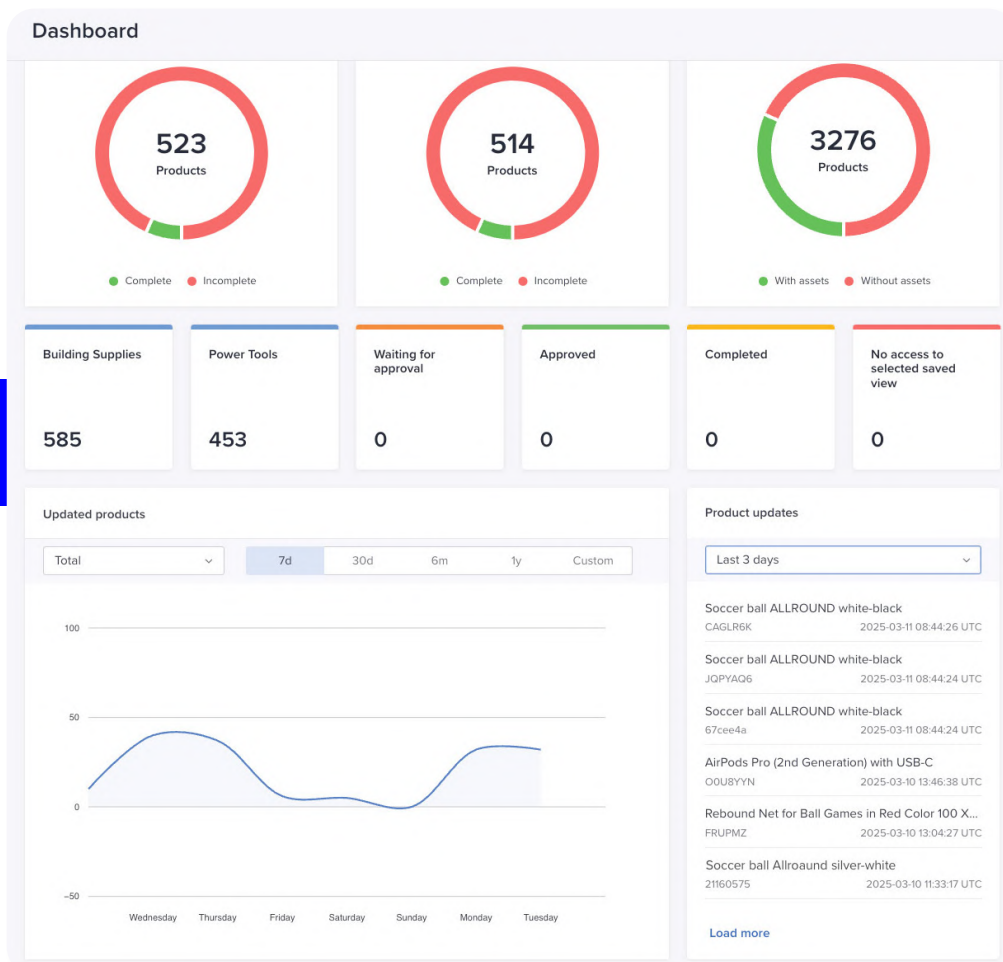 Dashboard
523
Products
Complete
Incomplete
514
Products
Complete
Incomplete
3276
Products
With assets
Without assets
Building Supplies
585
Power Tools
453
Waiting for
approval
0
Approved
0
Completed
0
No access to
selected saved
view
0
Updated products
Total
7d
30d
6m
1y
Custom
100
50
0
–50
Wednesday
Thursday
Friday
Saturday
Sunday
Monday
Tuesday
Product updates
Last 3 days
Soccer ball ALLROUND white-black
CAGLR6K 2025-03-11 08:44:26 UTC
Soccer ball ALLROUND white-black
JQPYAQ6 2025-03-11 08:44:24 UTC
Soccer ball ALLROUND white-black
67cee4a 2025-03-11 08:44:24 UTC
AirPods Pro (2nd Generation) with USB-C
O0U8YYN 2025-03-10 13:46:38 UTC
Rebound Net for Ball Games in Red Color 100 X...
FRUPMZ 2025-03-10 13:04:27 UTC
Soccer ball Allroaund silver-white
21160575 2025-03-10 11:33:17 UTC
Load more